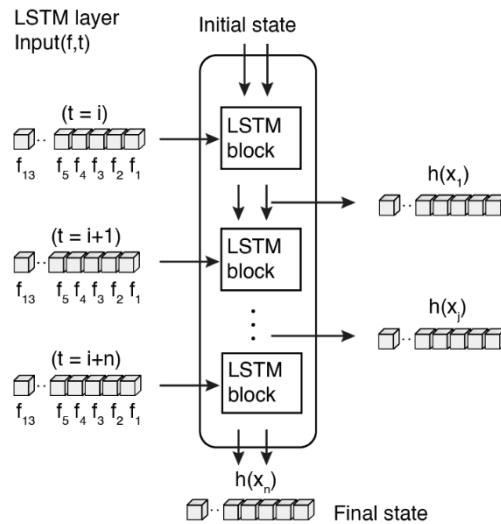 LSTM layer
Input(f,t)
Initial state
(t = i)
f13 ·· f5 f4 f3 f2 f1
LSTM
block
h(x1)
(t = i+1)
f13 ·· f5 f4 f3 f2 f1
LSTM
block
h(xj)
(t = i+n)
f13 ·· f5 f4 f3 f2 f1
LSTM
block
h(xn)
Final state